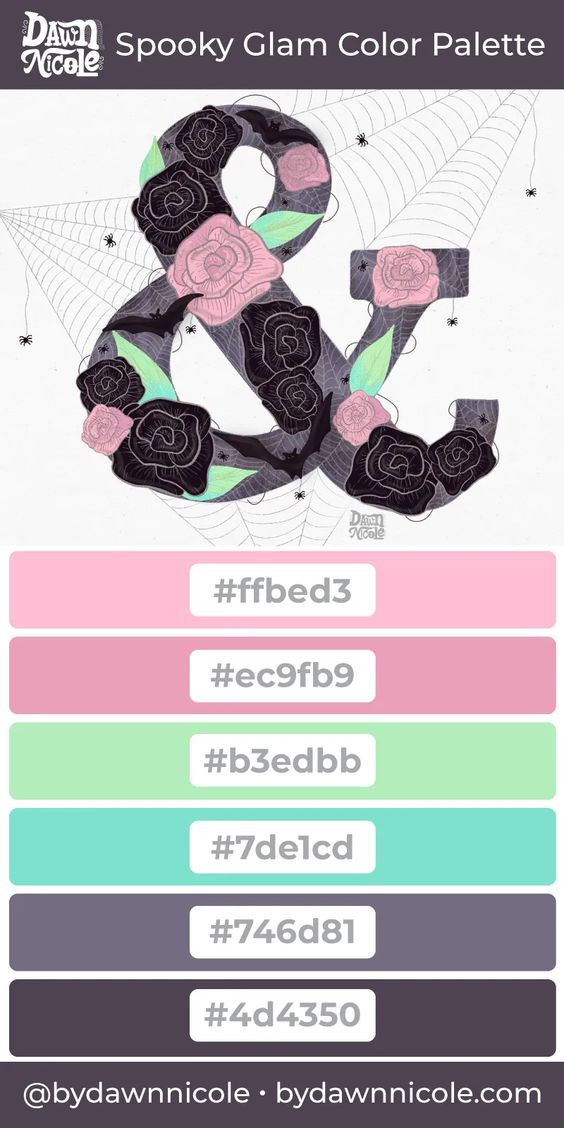 DAWN
NICOLE
Spooky Glam Color Palette
&
DAWN
NICOLE
#ffbed3
#ec9fb9
#b3edbb
#7de1cd
#746d81
#4d4350
@bydawnnicole • bydawnnicole.com